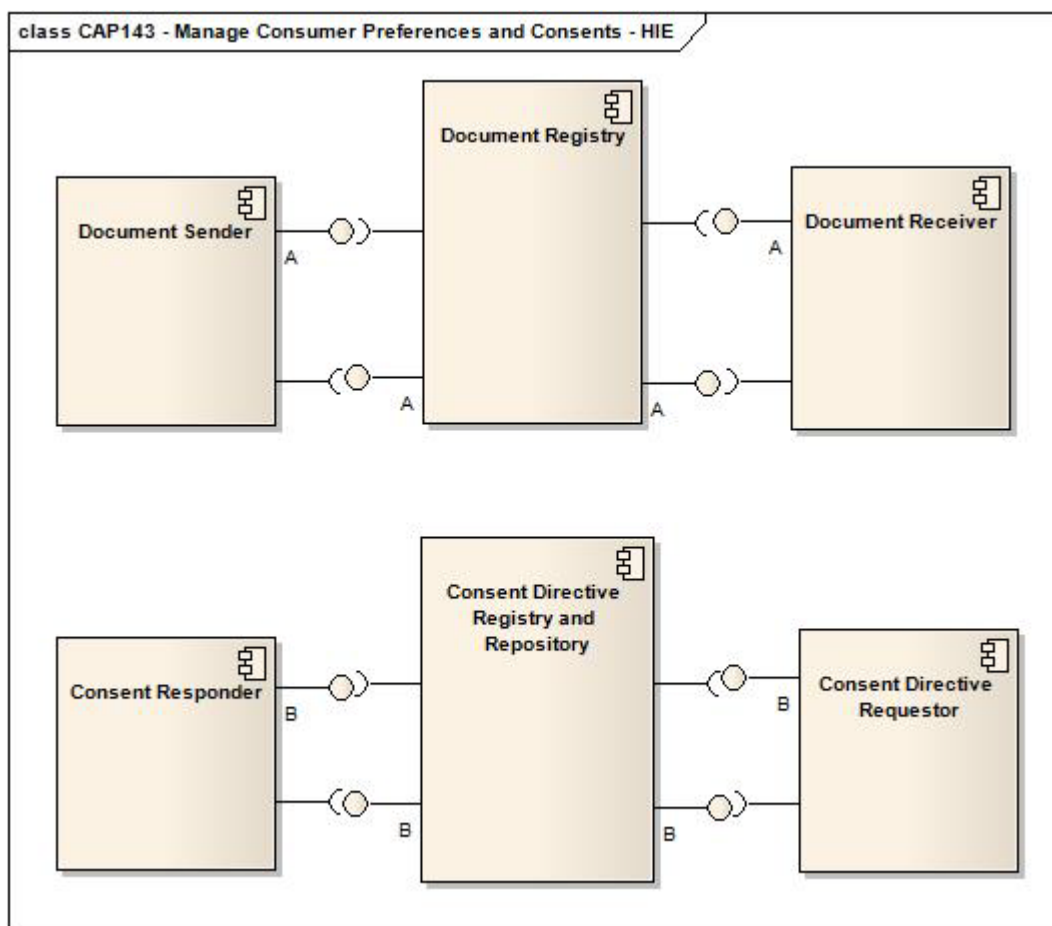 class CAP143 - Manage Consumer Preferences and Consents - HIE
Document Registry
Document Sender
Document Receiver
A
A
A
A
Consent Directive
Registry and
Repository
Consent Responder
Consent Directive
Requestor
B
B
B
B